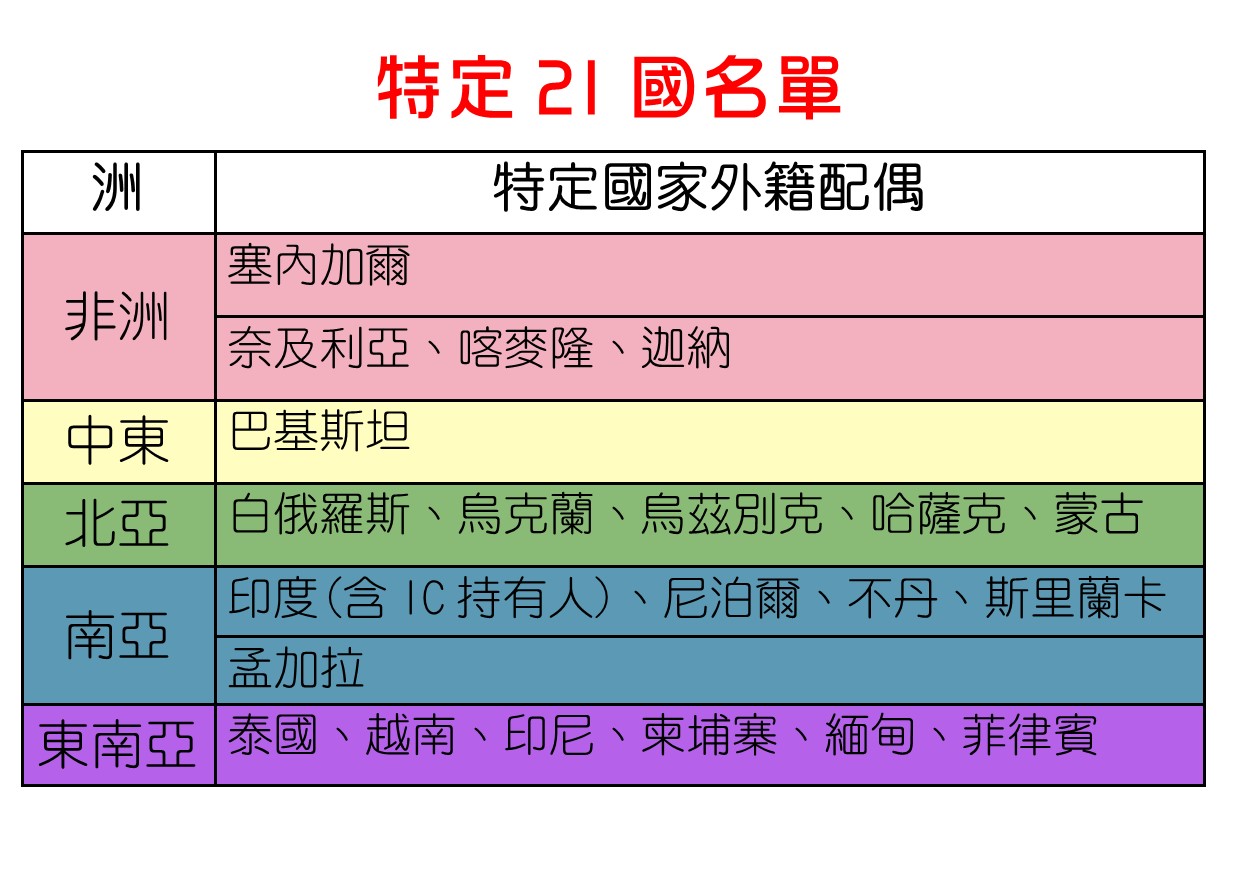 特定 21 國名單
洲 特定國家外籍配偶
非洲 塞內加爾
奈及利亞、喀麥隆、迦納
中東 巴基斯坦
北亞 白俄羅斯、烏克蘭、烏茲別克、哈薩克、蒙古
南亞 印度(含 IC 持有人)、尼泊爾、不丹、斯里蘭卡
孟加拉
東南亞 泰國、越南、印尼、柬埔寨、緬甸、菲律賓